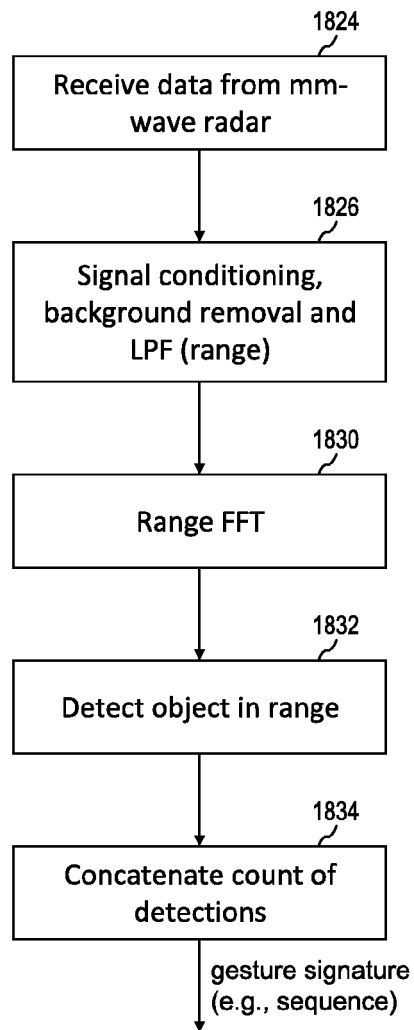 1824
Receive data from mm-
wave radar
1826
Signal conditioning,
background removal and
LPF (range)
1830
Range FFT
1832
Detect object in range
1834
Concatenate count of
detections
gesture signature
(e.g., sequence)